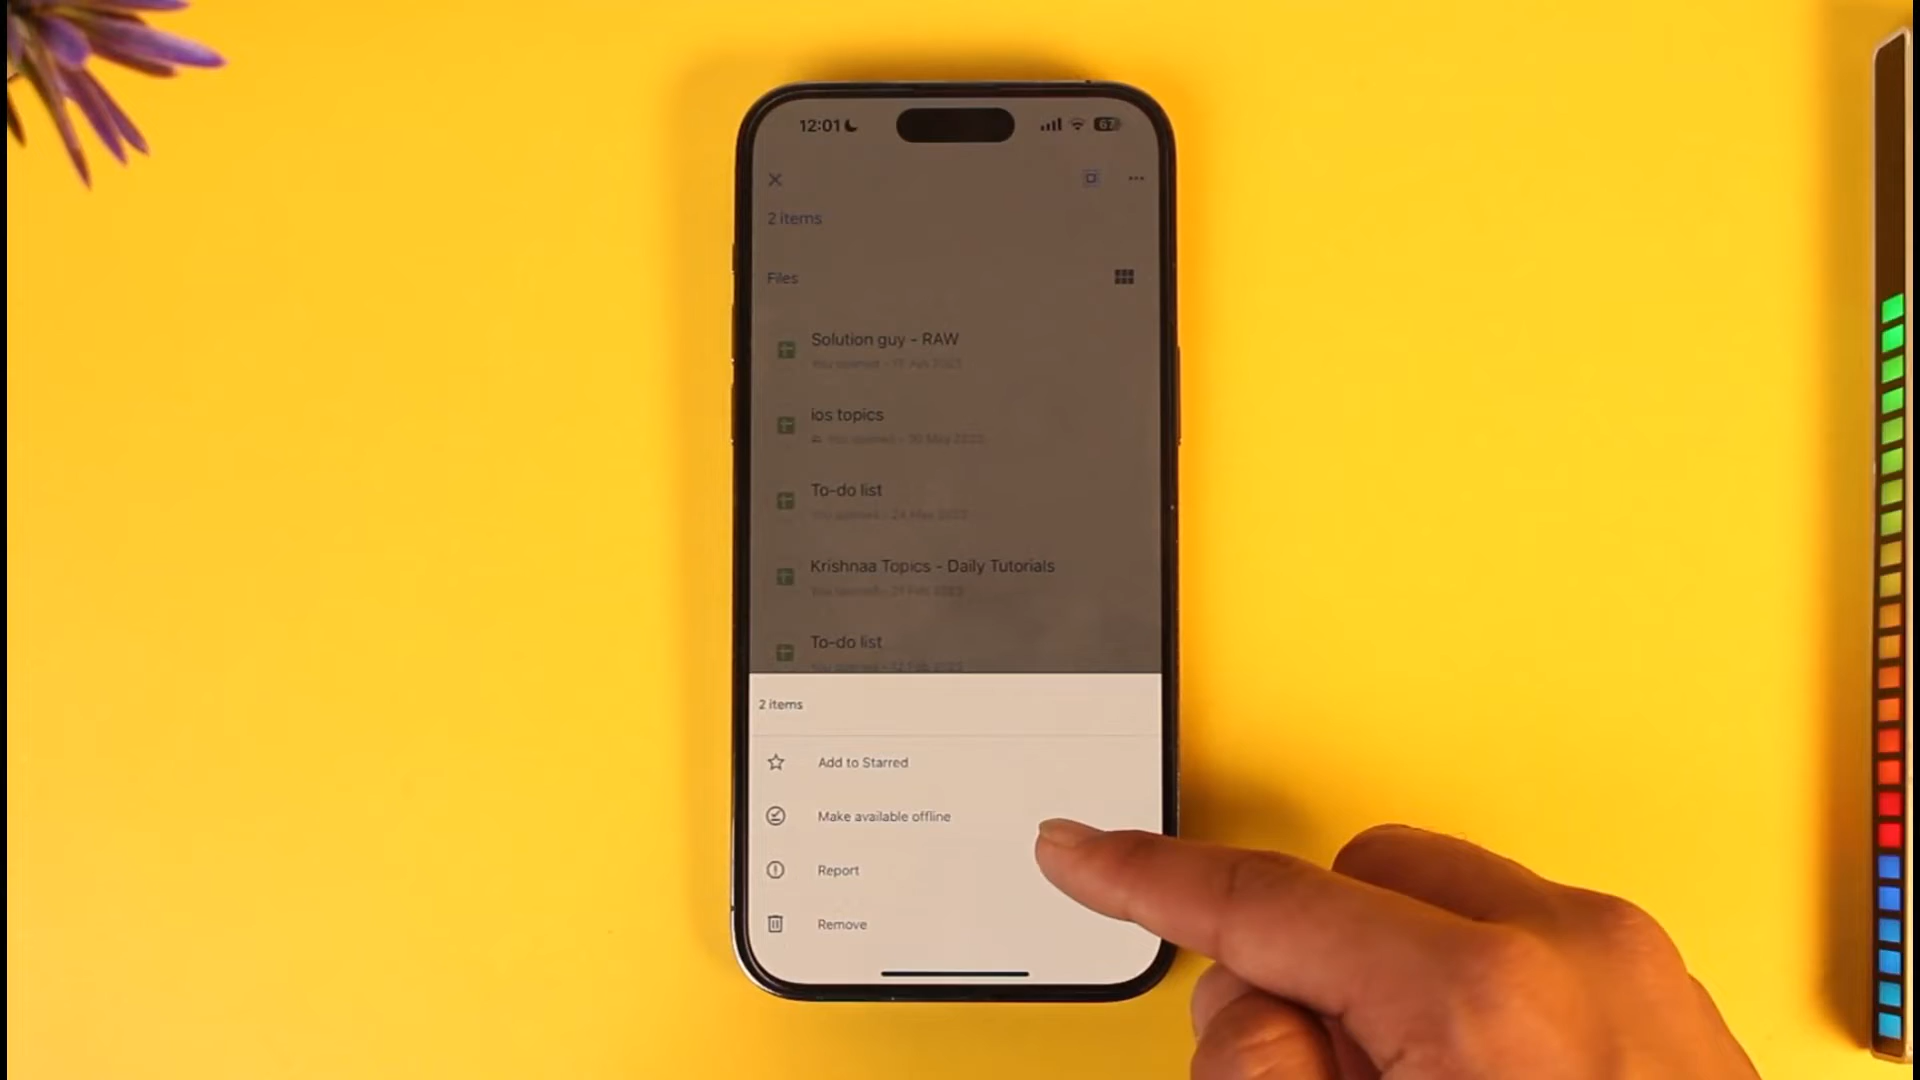 12:01
67
2 items
Files
Solution guy - RAW
ios topics
To-do list
Krishnaa Topics - Daily Tutorials
To-do list
2 items
Add to Starred
Make available offline
Report
Remove